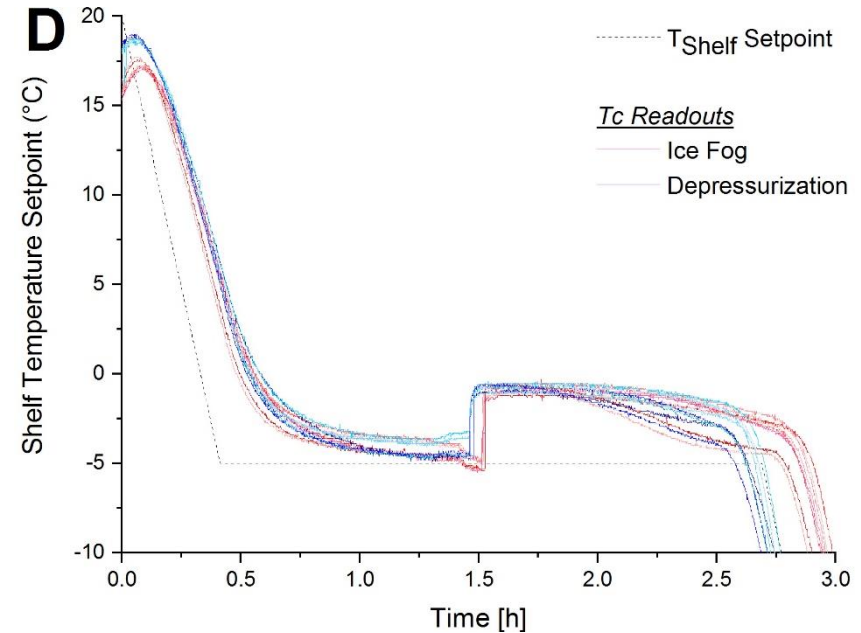 D
T Shelf Setpoint
Tc Readouts
Ice Fog
Depressurization
Shelf Temperature Setpoint (°C)
20
15
10
5
0
-5
-10
0.0 0.5 1.0 1.5 2.0 2.5 3.0
Time [h]